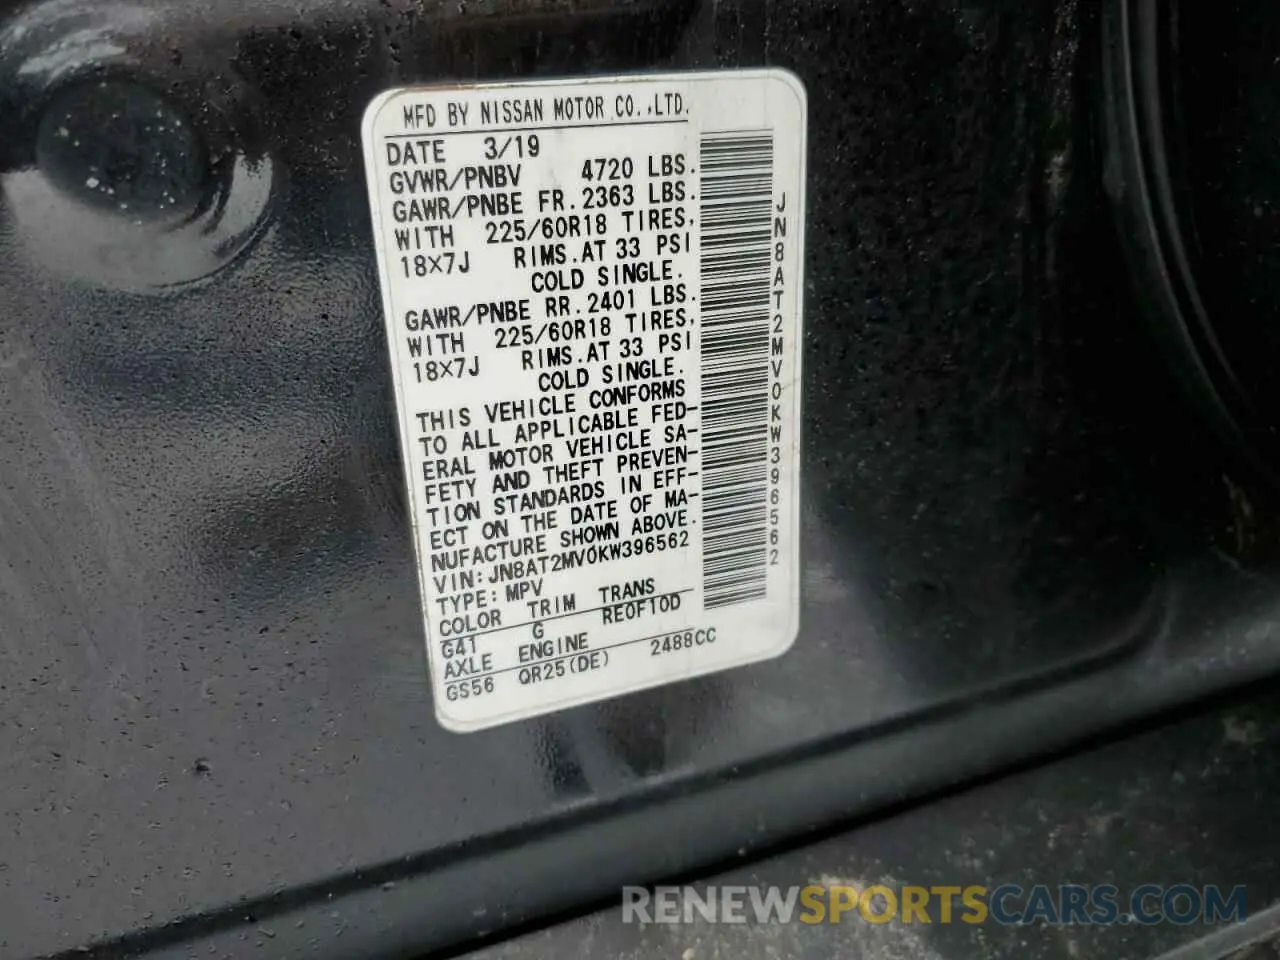 MFD BY NISSAN MOTOR CO.,LTD.
DATE 3/19
GVWR/PNBV 4720 LBS.
GAWR/PNBE FR.2363 LBS.
WITH 225/60R18 TIRES,
18X7J RIMS.AT 33 PSI
COLD SINGLE.
GAWR/PNBE RR.2401 LBS.
WITH 225/60R18 TIRES,
18X7J RIMS.AT 33 PSI
COLD SINGLE.
THIS VEHICLE CONFORMS
TO ALL APPLICABLE FED-
ERAL MOTOR VEHICLE SA-
FETY AND THEFT PREVEN-
TION STANDARDS IN EFF-
ECT ON THE DATE OF MA-
NUFACTURE SHOWN ABOVE.
VIN:JN8AT2MV0KW396562
TYPE:MPV
COLOR TRIM TRANS
G41 G RE0F10D
AXLE ENGINE
GS56 QR25(DE) 2488CC
JN8AT2MV0KW396562
RENEWSPORTSCARS.COM